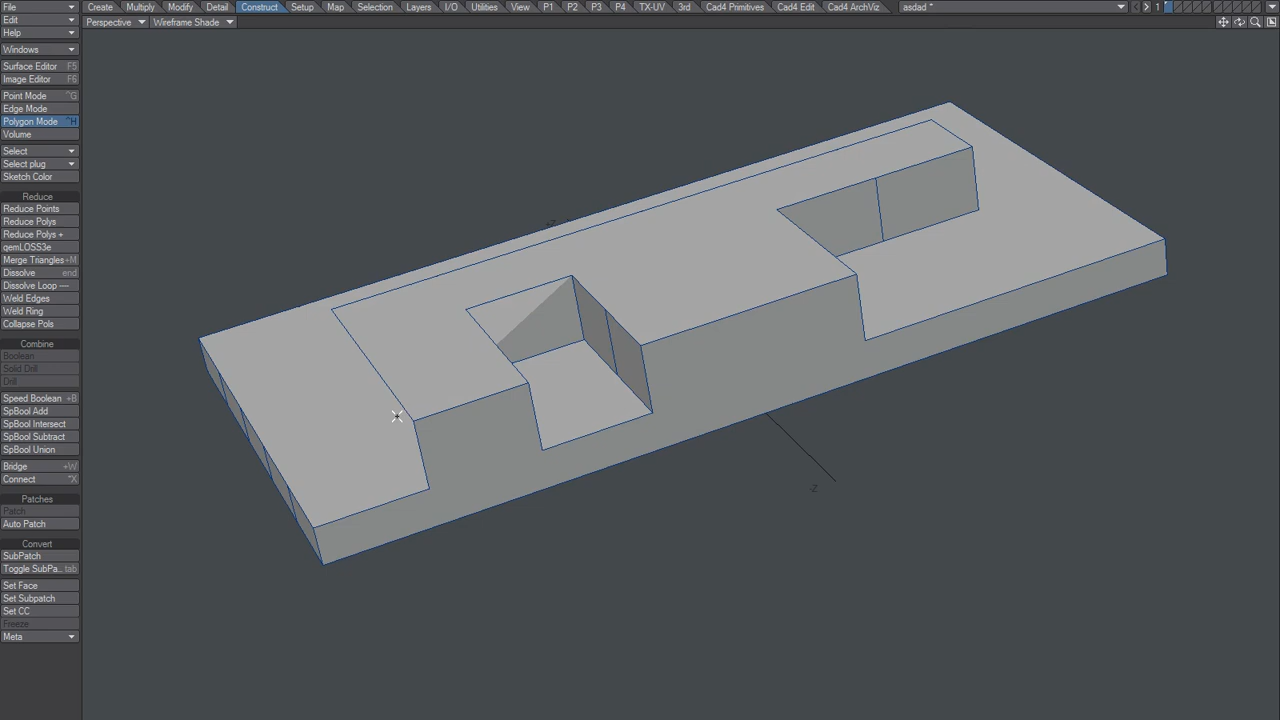 File Create Multiply Modify Detail Construct Setup Map Selection Layers I/O Utilities View P1 P2 P3 P4 TX-UV 3rd Cad4 Primitives Cad4 Edit Cad4 ArchViz asdad * 1
Edit Perspective Wireframe Shade
Help
Windows
Surface Editor F5
Image Editor F6
Point Mode ^G
Edge Mode
Polygon Mode ^H
Volume
Select
Select plug
Sketch Color
Reduce
Reduce Points
Reduce Polys
Reduce Polys +
qemLOSS3e
Merge Triangles +M
Dissolve end
Dissolve Loop ----
Weld Edges
Weld Ring
Collapse Pols
Combine
Boolean
Solid Drill
Drill
Speed Boolean +B
SpBool Add
SpBool Intersect
SpBool Subtract
SpBool Union
Bridge +W
Connect ^X
Patches
Patch
Auto Patch
Convert
SubPatch
Toggle SubPa... tab
Set Face
Set Subpatch
Set CC
Freeze
Meta
-Z